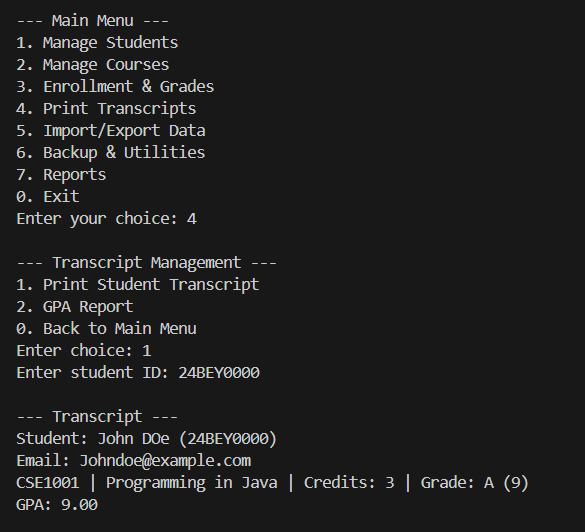 --- Main Menu ---
1. Manage Students
2. Manage Courses
3. Enrollment & Grades
4. Print Transcripts
5. Import/Export Data
6. Backup & Utilities
7. Reports
0. Exit
Enter your choice: 4

--- Transcript Management ---
1. Print Student Transcript
2. GPA Report
0. Back to Main Menu
Enter choice: 1
Enter student ID: 24BEY0000

--- Transcript ---
Student: John DOe (24BEY0000)
Email: Johndoe@example.com
CSE1001 | Programming in Java | Credits: 3 | Grade: A (9)
GPA: 9.00